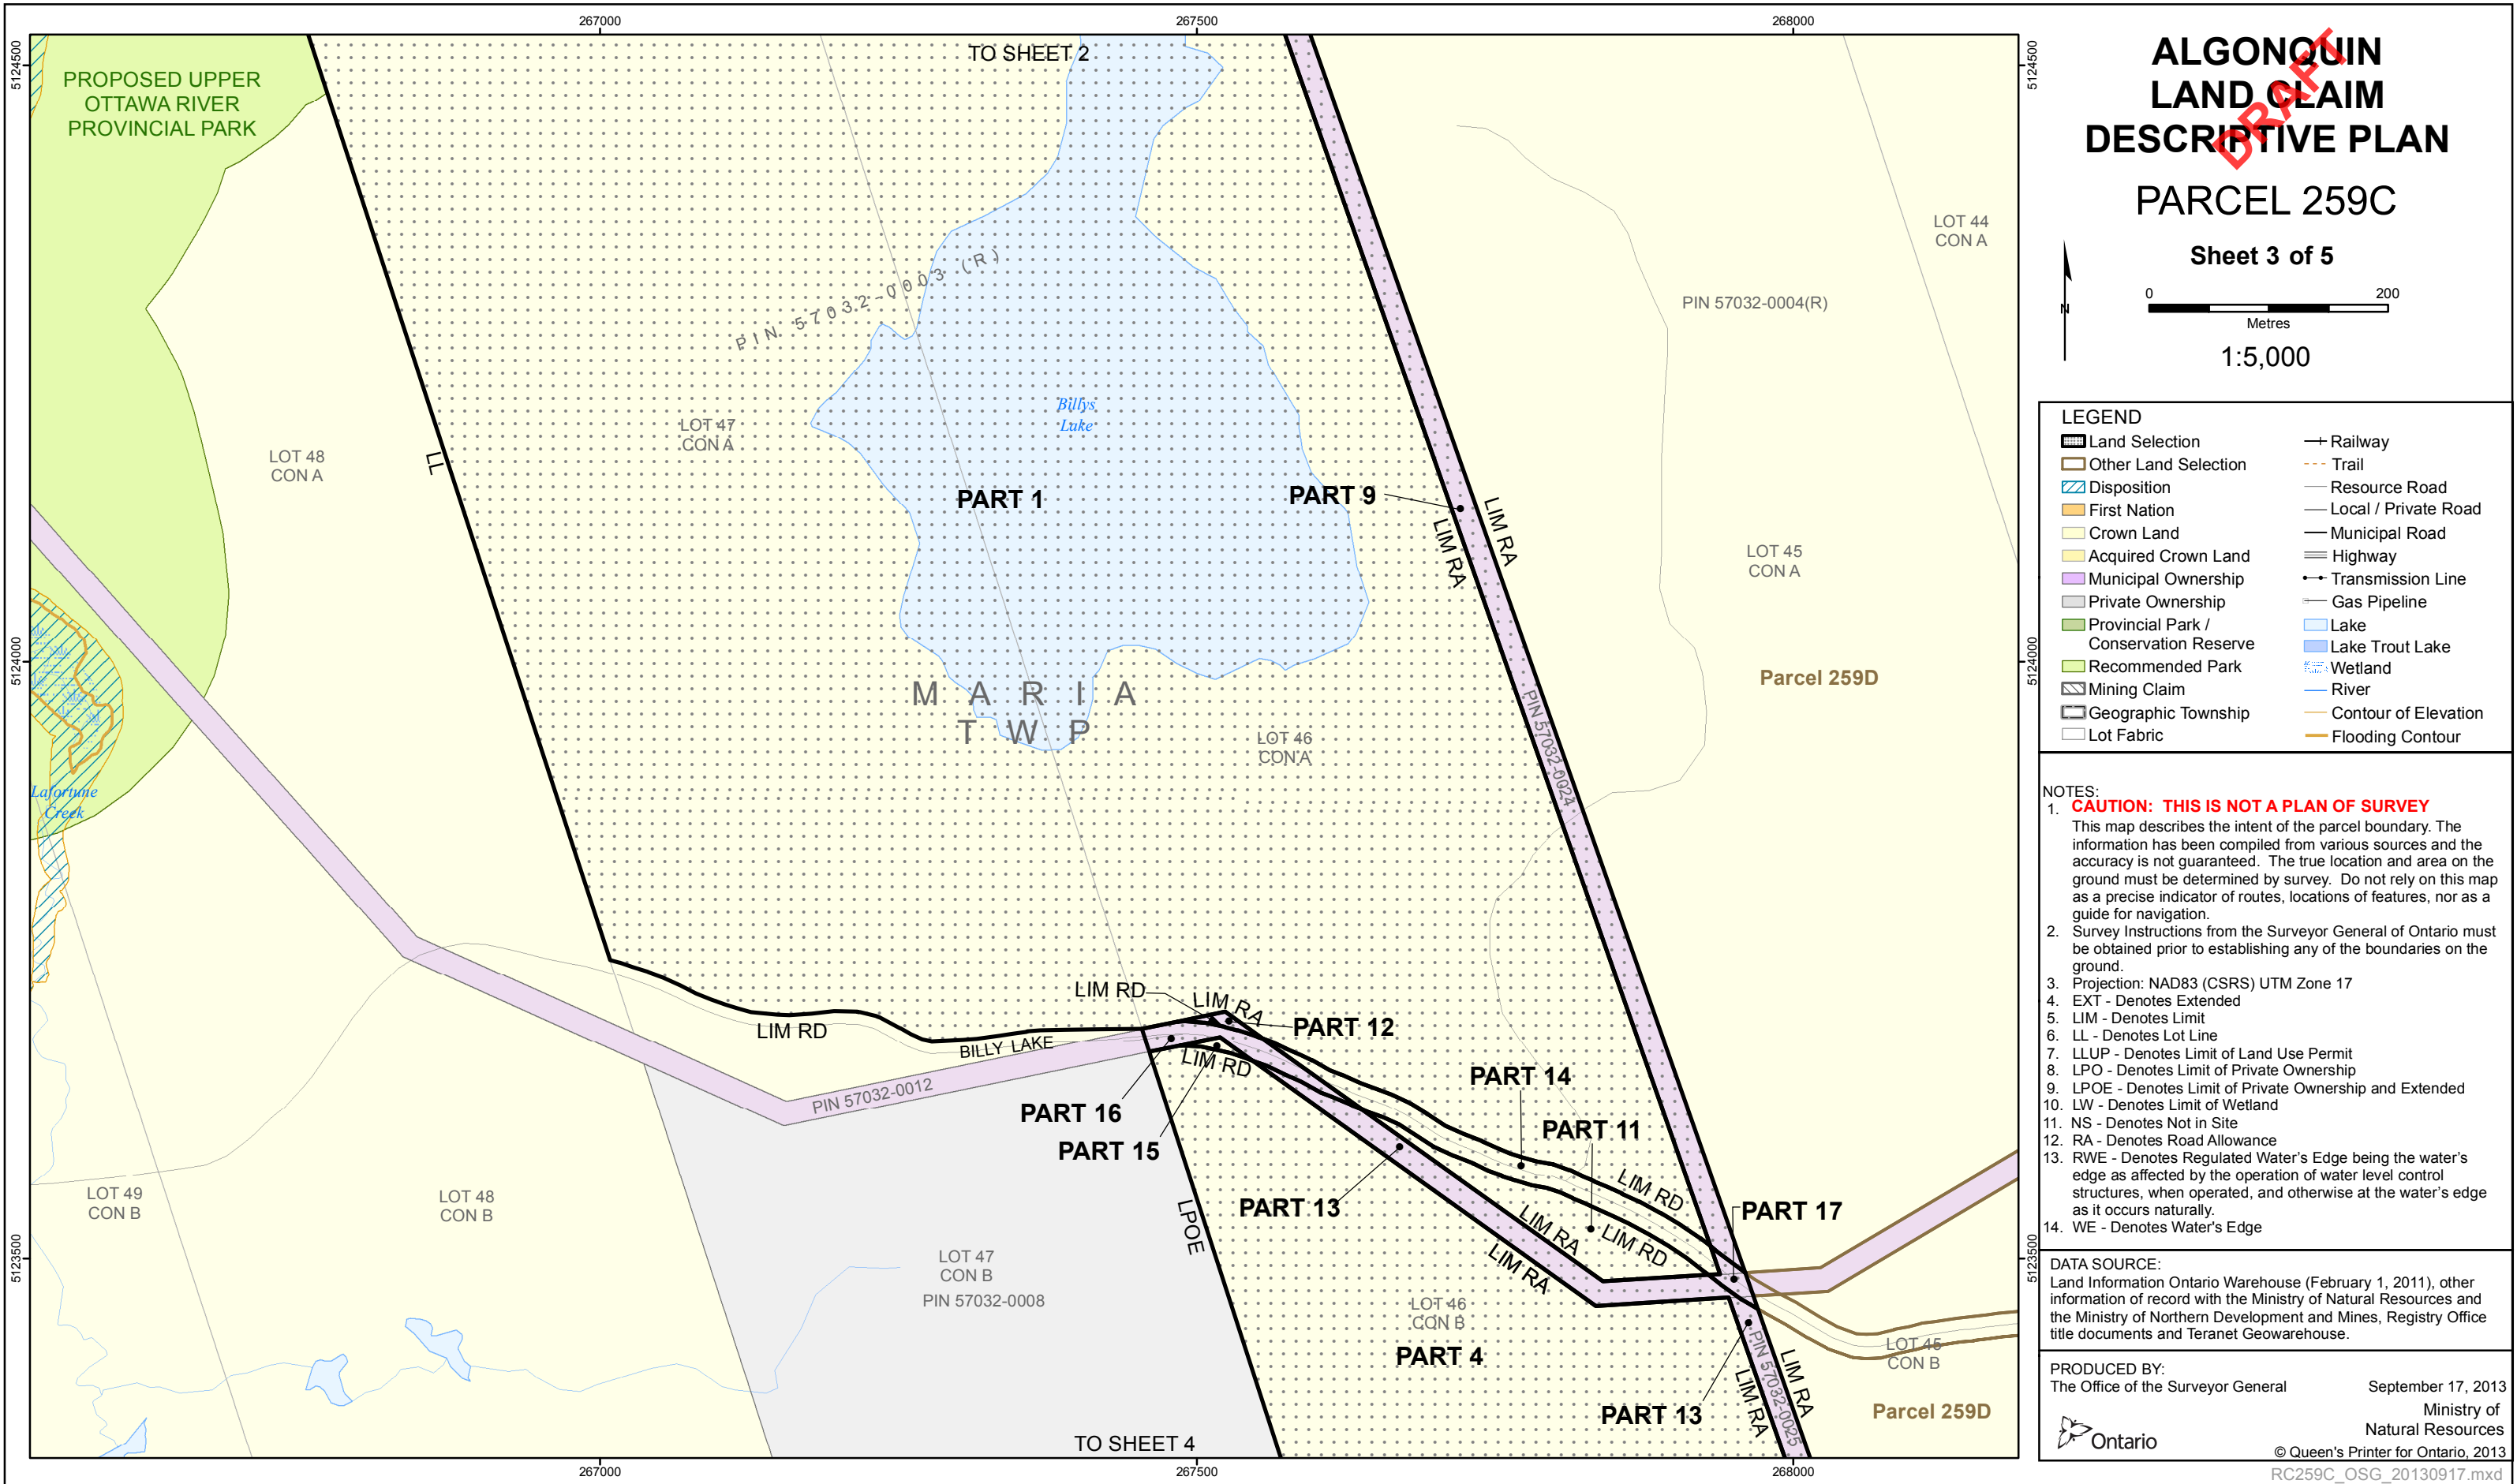 267000
267500
268000
5124500
5124000
5123500
5124500
5124000
5123500
267000
267500
268000
TO SHEET 2
PROPOSED UPPER
OTTAWA RIVER
PROVINCIAL PARK
LOT 48
CON A
LL
PIN 57032-0003 (R)
LOT 47
CON A
Billys
Lake
PART 1
PART 9
LIM RA
LIM RA
LOT 44
CON A
PIN 57032-0004(R)
LOT 45
CON A
Parcel 259D
PIN 57032-0024
MARIA
TWP
LOT 46
CON A
Lafortune
Creek
LIM RD
LIM RA
PART 12
LIM RD
BILLY LAKE
LIM RD
PIN 57032-0012
PART 16
PART 15
PART 14
PART 11
PART 13
LIM RD
LIM RA
LIM RD
LIM RA
PART 17
LPOE
LOT 49
CON B
LOT 48
CON B
LOT 47
CON B
PIN 57032-0008
LOT 46
CON B
PART 4
PART 13
LIM RA
PIN 57032-0025
LIM RA
LOT 45
CON B
Parcel 259D
TO SHEET 4
ALGONQUIN
LAND CLAIM
DESCRIPTIVE PLAN
DRAFT
PARCEL 259C
Sheet 3 of 5
N
0 200
Metres
1:5,000
LEGEND
Land Selection
Other Land Selection
Disposition
First Nation
Crown Land
Acquired Crown Land
Municipal Ownership
Private Ownership
Provincial Park /
Conservation Reserve
Recommended Park
Mining Claim
Geographic Township
Lot Fabric
Railway
Trail
Resource Road
Local / Private Road
Municipal Road
Highway
Transmission Line
Gas Pipeline
Lake
Lake Trout Lake
Wetland
River
Contour of Elevation
Flooding Contour
NOTES:
1. CAUTION: THIS IS NOT A PLAN OF SURVEY
This map describes the intent of the parcel boundary. The
information has been compiled from various sources and the
accuracy is not guaranteed. The true location and area on the
ground must be determined by survey. Do not rely on this map
as a precise indicator of routes, locations of features, nor as a
guide for navigation.
2. Survey Instructions from the Surveyor General of Ontario must
be obtained prior to establishing any of the boundaries on the
ground.
3. Projection: NAD83 (CSRS) UTM Zone 17
4. EXT - Denotes Extended
5. LIM - Denotes Limit
6. LL - Denotes Lot Line
7. LLUP - Denotes Limit of Land Use Permit
8. LPO - Denotes Limit of Private Ownership
9. LPOE - Denotes Limit of Private Ownership and Extended
10. LW - Denotes Limit of Wetland
11. NS - Denotes Not in Site
12. RA - Denotes Road Allowance
13. RWE - Denotes Regulated Water's Edge being the water's
edge as affected by the operation of water level control
structures, when operated, and otherwise at the water's edge
as it occurs naturally.
14. WE - Denotes Water's Edge
DATA SOURCE:
Land Information Ontario Warehouse (February 1, 2011), other
information of record with the Ministry of Natural Resources and
the Ministry of Northern Development and Mines, Registry Office
title documents and Teranet Geowarehouse.
PRODUCED BY:
The Office of the Surveyor General September 17, 2013
Ministry of
Natural Resources
Ontario
© Queen's Printer for Ontario, 2013
RC259C_OSG_20130917.mxd